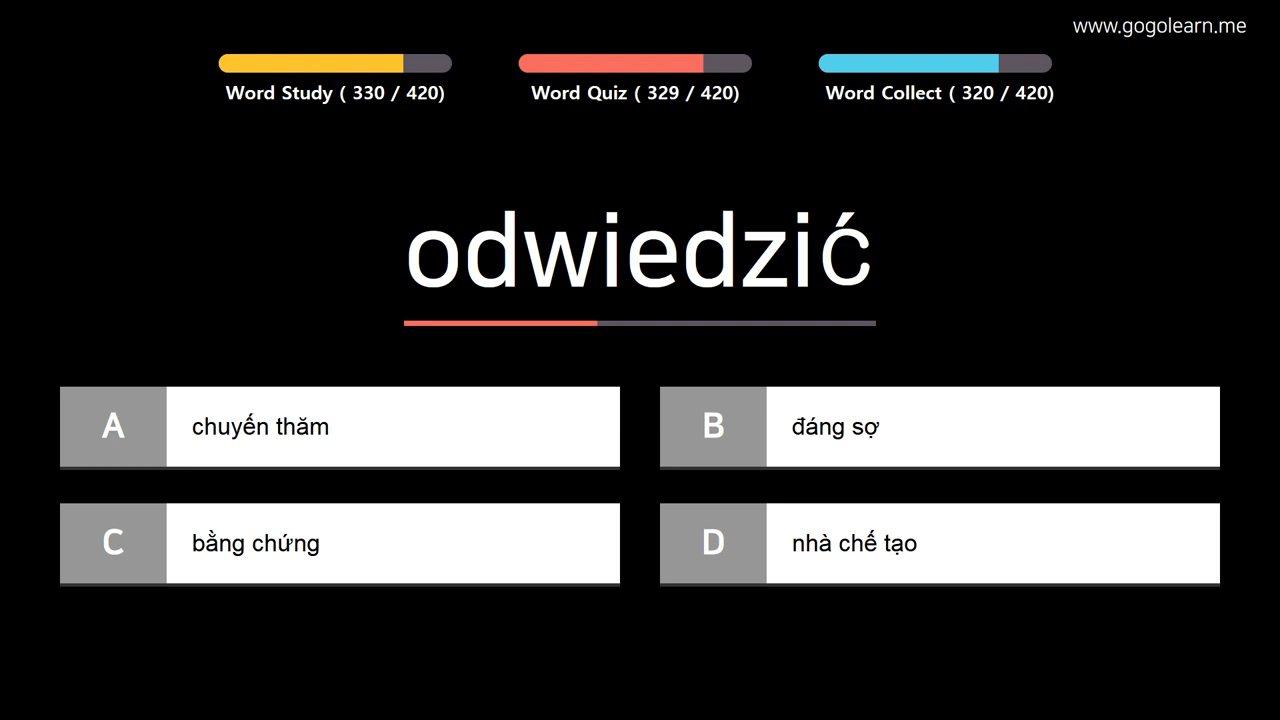 www.gogolearn.me
Word Study ( 330 / 420)
Word Quiz ( 329 / 420)
Word Collect ( 320 / 420)
odwiedzić
A chuyến thăm
B đáng sợ
C bằng chứng
D nhà chế tạo